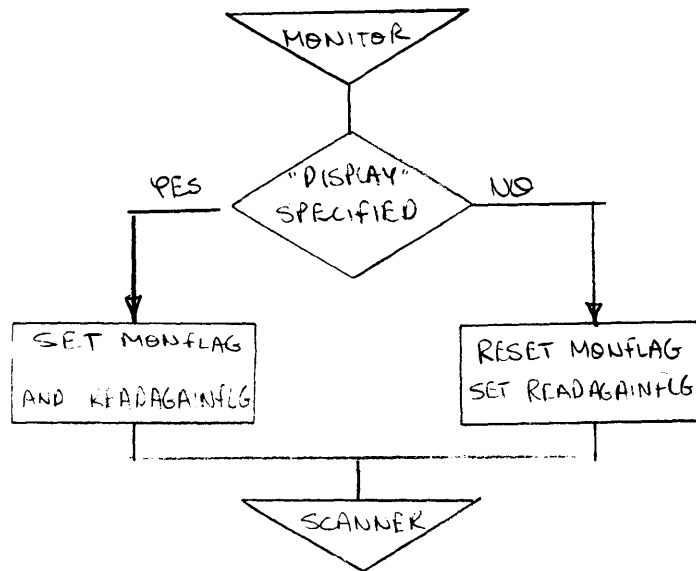 MONITOR
"DISPLAY"
SPECIFIED
YES
NO
SET MONFLAG
AND READAGAINFLG
RESET MONFLAG
SET READAGAINFLG
SCANNER